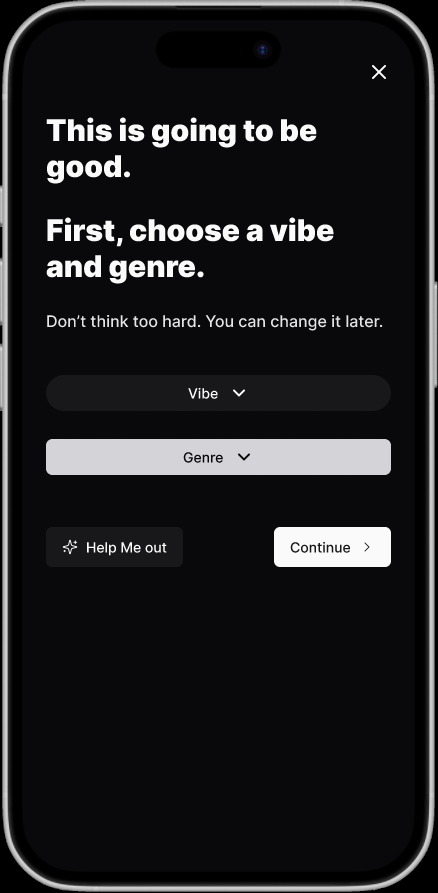 This is going to be
good.
First, choose a vibe
and genre.
Don’t think too hard. You can change it later.
Vibe
Genre
Help Me out
Continue